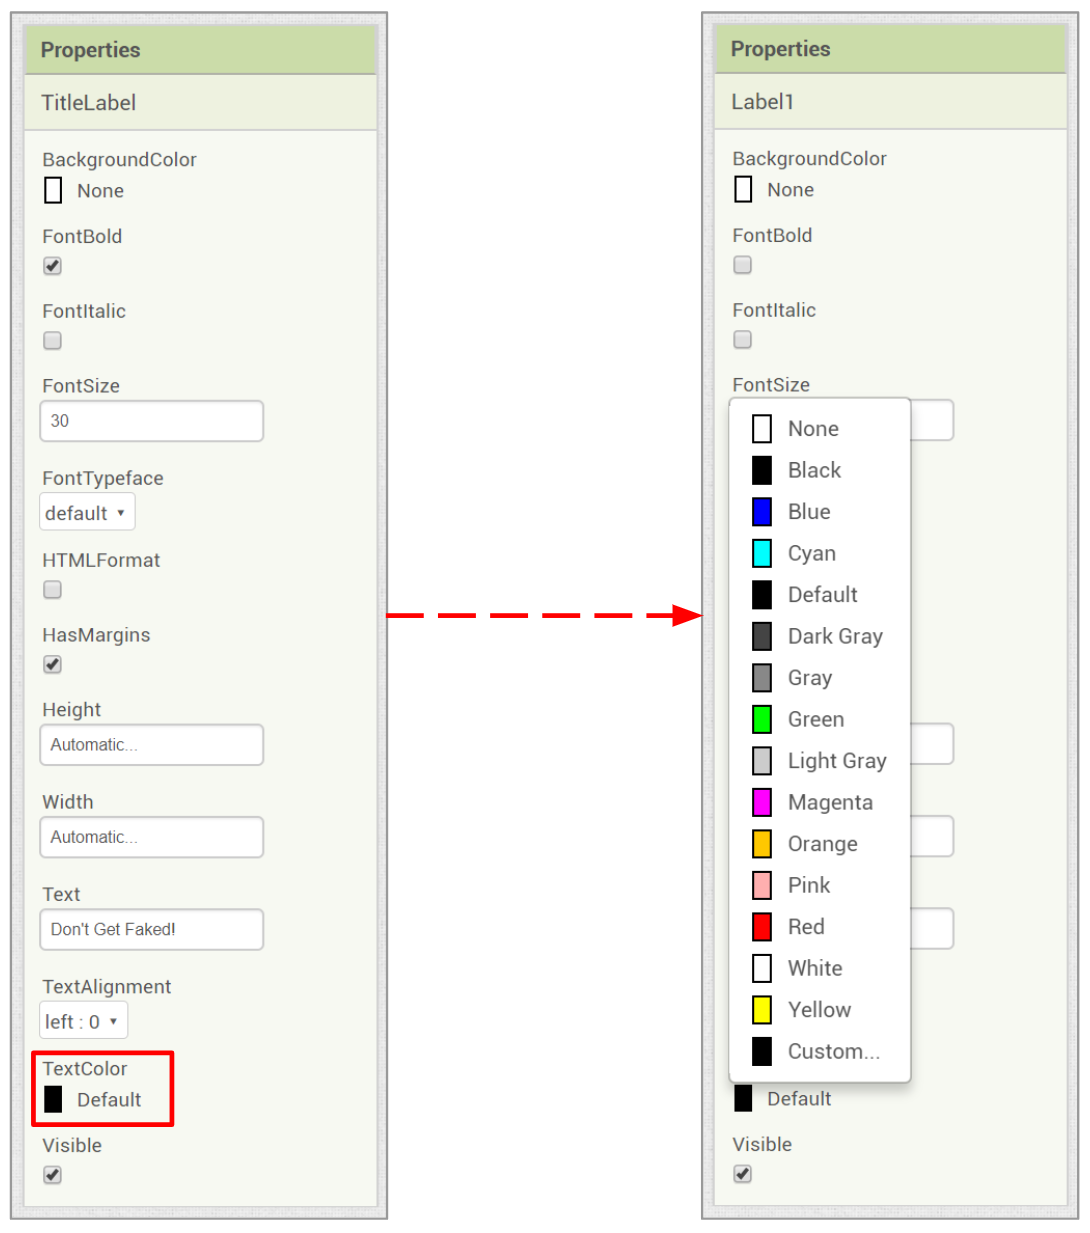 Properties
TitleLabel
BackgroundColor
None
FontBold
FontItalic
FontSize
30
FontTypeface
default
HTMLFormat
HasMargins
Height
Automatic...
Width
Automatic...
Text
Don't Get Faked!
TextAlignment
left : 0
TextColor
Default
Visible
Properties
Label1
BackgroundColor
None
FontBold
FontItalic
FontSize
None
Black
Blue
Cyan
Default
Dark Gray
Gray
Green
Light Gray
Magenta
Orange
Pink
Red
White
Yellow
Custom...
Default
Visible